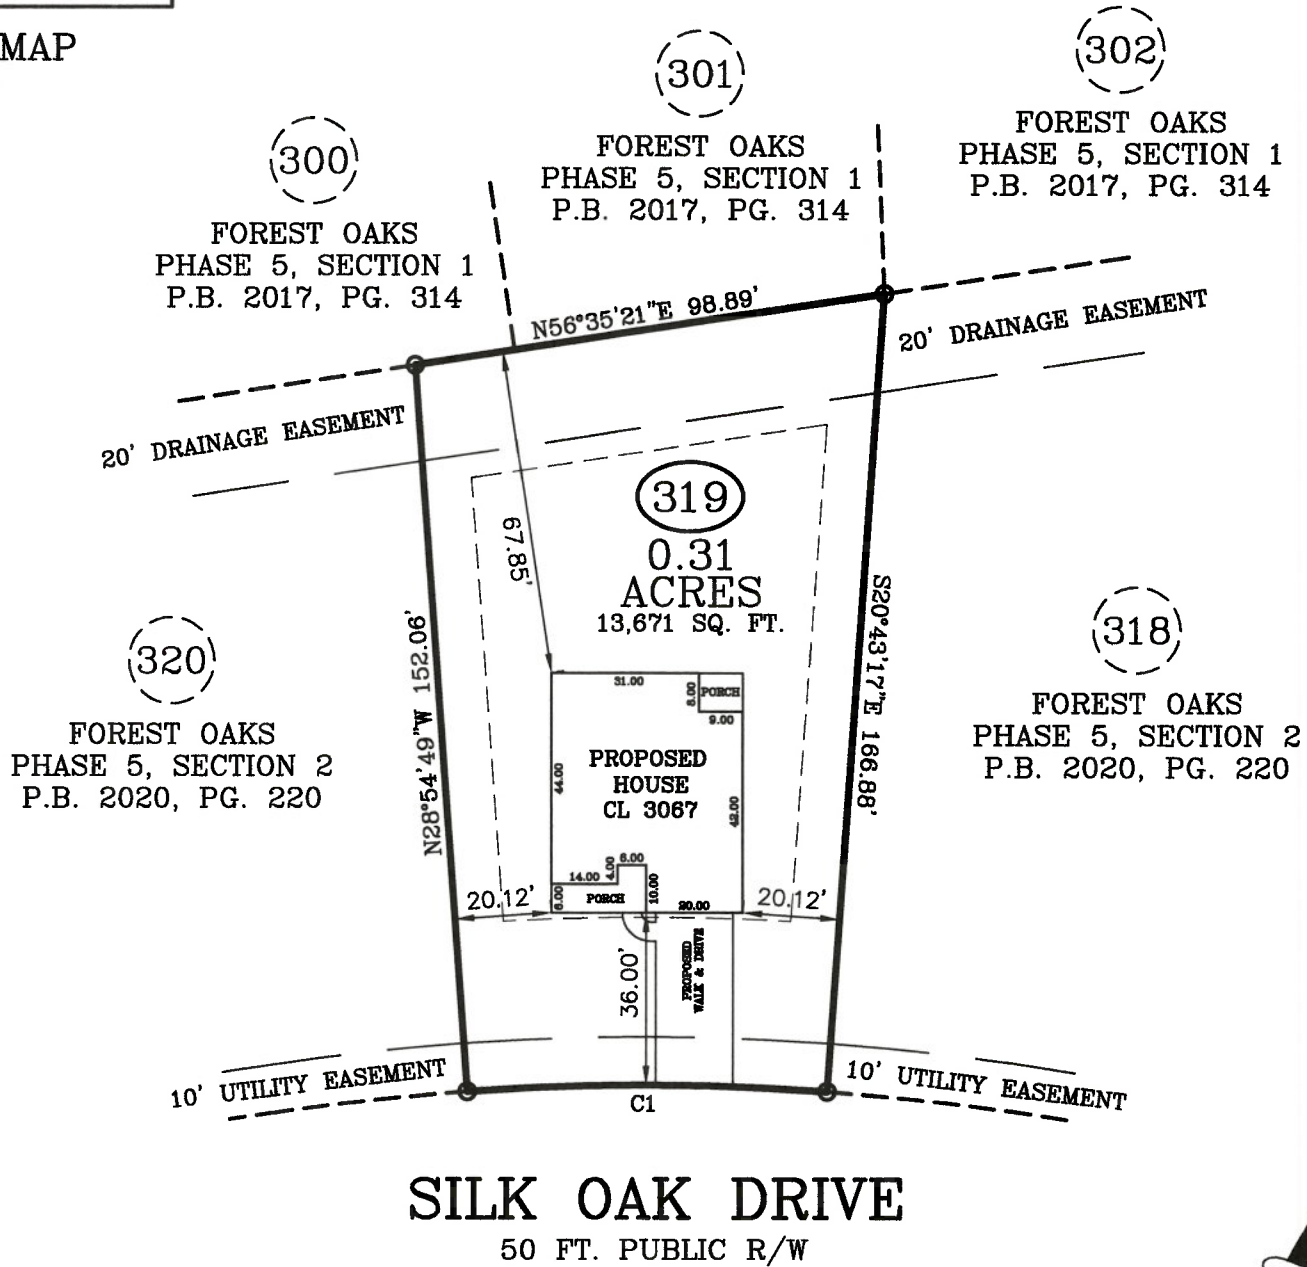 MAP
301
302
300
FOREST OAKS
PHASE 5, SECTION 1
P.B. 2017, PG. 314
FOREST OAKS
PHASE 5, SECTION 1
P.B. 2017, PG. 314
FOREST OAKS
PHASE 5, SECTION 1
P.B. 2017, PG. 314
N56°35'21"E 98.89'
20' DRAINAGE EASEMENT
20' DRAINAGE EASEMENT
319
0.31
ACRES
13,671 SQ. FT.
67.85'
N28°54'49"W 152.06'
S20°43'17"E 166.88'
320
FOREST OAKS
PHASE 5, SECTION 2
P.B. 2020, PG. 220
318
FOREST OAKS
PHASE 5, SECTION 2
P.B. 2020, PG. 220
31.00
8.00
PORCH
9.00
PROPOSED
HOUSE
CL 3067
44.00
42.00
6.00
4.00
14.00
6.00
PORCH
10.00
20.00
20.12'
20.12'
36.00'
PROPOSED
WALK & DRIVE
10' UTILITY EASEMENT
10' UTILITY EASEMENT
C1
SILK OAK DRIVE
50 FT. PUBLIC R/W